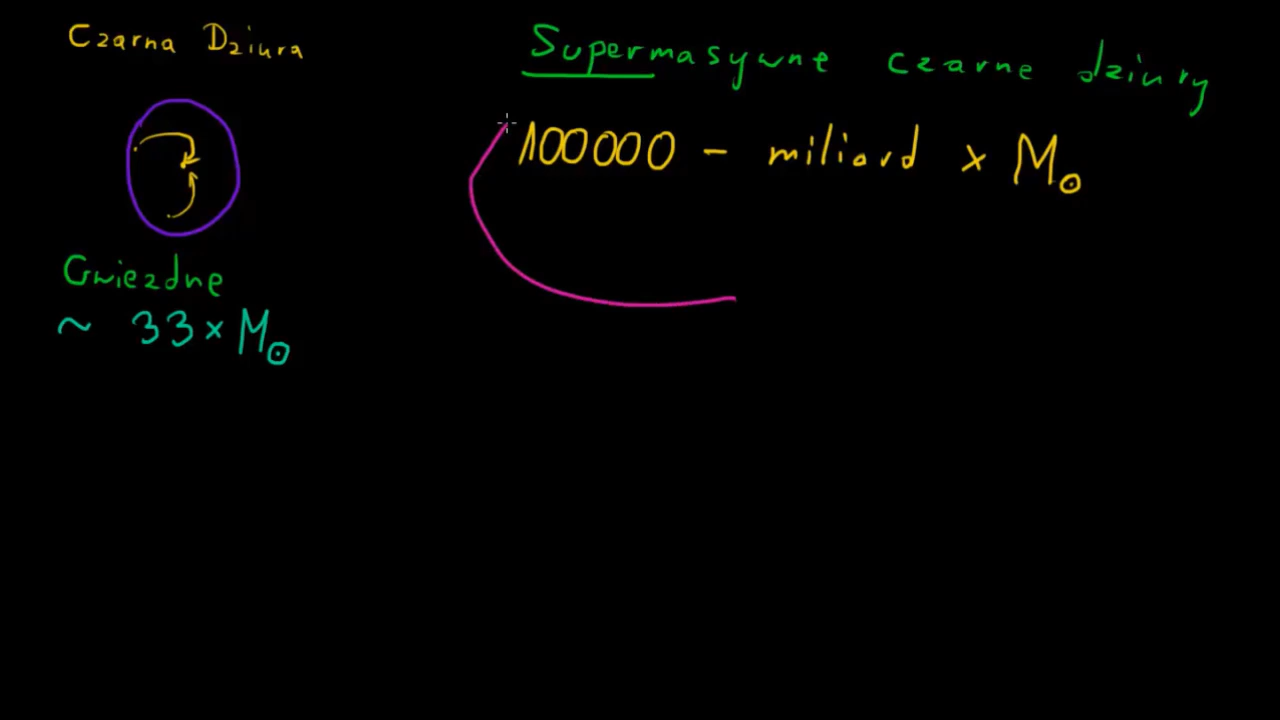 Czarna Dziura
Gwiezdne
~ 33 × M☉
Supermasywne czarne dziury
100000 - miliard × M☉